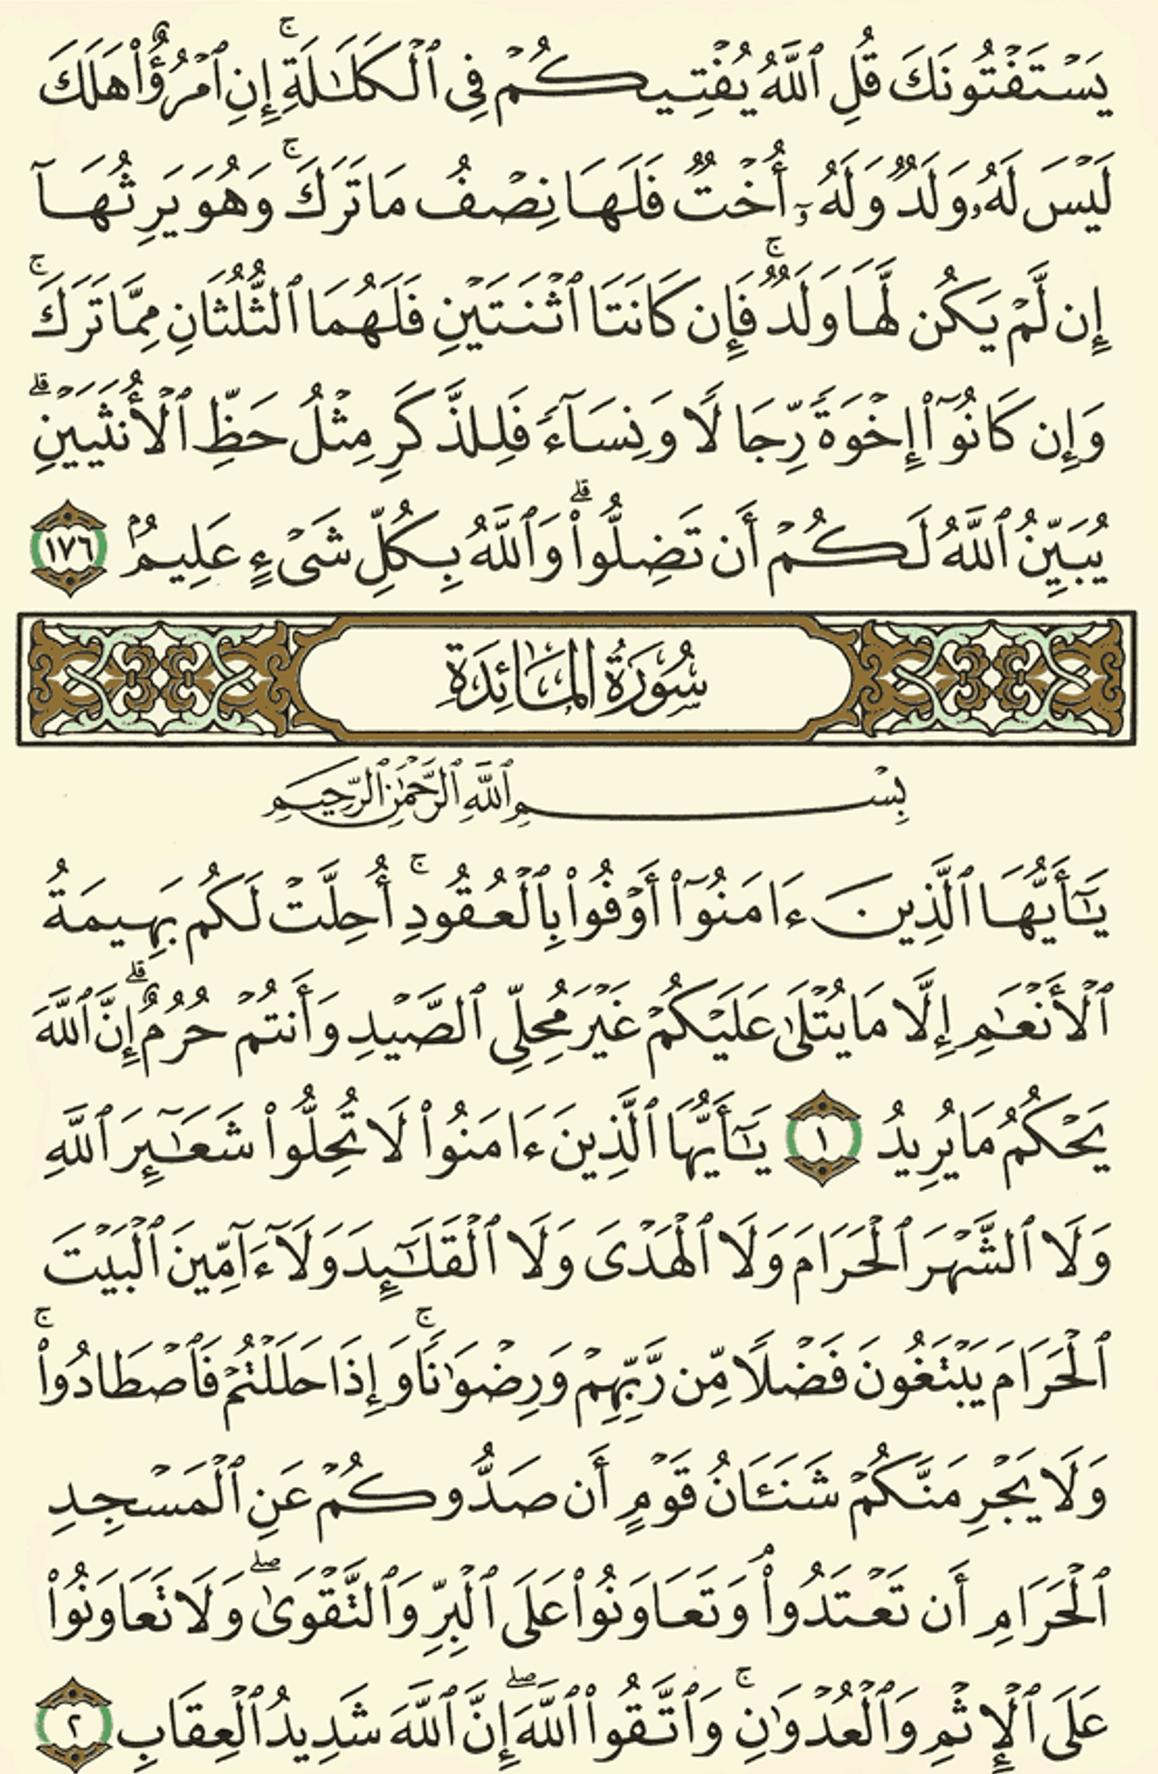 يَسْتَفْتُونَكَ قُلِ ٱللَّهُ يُفْتِيكُمْ فِى ٱلْكَلَٰلَةِ ۚ إِنِ ٱمْرُؤٌا۟ هَلَكَ
لَيْسَ لَهُۥ وَلَدٌ وَلَهُۥٓ أُخْتٌ فَلَهَا نِصْفُ مَا تَرَكَ ۚ وَهُوَ يَرِثُهَآ
إِن لَّمْ يَكُن لَّهَا وَلَدٌ ۚ فَإِن كَانَتَا ٱثْنَتَيْنِ فَلَهُمَا ٱلثُّلُثَانِ مِمَّا تَرَكَ ۚ
وَإِن كَانُوٓا۟ إِخْوَةً رِّجَالًا وَنِسَآءً فَلِلذَّكَرِ مِثْلُ حَظِّ ٱلْأُنثَيَيْنِ ۗ
يُبَيِّنُ ٱللَّهُ لَكُمْ أَن تَضِلُّوا۟ ۗ وَٱللَّهُ بِكُلِّ شَىْءٍ عَلِيمٌۢ ١٧٦
سُورَةُ المَائِدَةِ
بِسْمِ ٱللَّهِ ٱلرَّحْمَٰنِ ٱلرَّحِيمِ
يَٰٓأَيُّهَا ٱلَّذِينَ ءَامَنُوٓا۟ أَوْفُوا۟ بِٱلْعُقُودِ ۚ أُحِلَّتْ لَكُم بَهِيمَةُ
ٱلْأَنْعَٰمِ إِلَّا مَا يُتْلَىٰ عَلَيْكُمْ غَيْرَ مُحِلِّى ٱلصَّيْدِ وَأَنتُمْ حُرُمٌ ۗ إِنَّ ٱللَّهَ
يَحْكُمُ مَا يُرِيدُ ١ يَٰٓأَيُّهَا ٱلَّذِينَ ءَامَنُوا۟ لَا تُحِلُّوا۟ شَعَٰٓئِرَ ٱللَّهِ
وَلَا ٱلشَّهْرَ ٱلْحَرَامَ وَلَا ٱلْهَدْىَ وَلَا ٱلْقَلَٰٓئِدَ وَلَآ ءَآمِّينَ ٱلْبَيْتَ
ٱلْحَرَامَ يَبْتَغُونَ فَضْلًا مِّن رَّبِّهِمْ وَرِضْوَٰنًا ۚ وَإِذَا حَلَلْتُمْ فَٱصْطَادُوا۟ ۚ
وَلَا يَجْرِمَنَّكُمْ شَنَـَٔانُ قَوْمٍ أَن صَدُّوكُمْ عَنِ ٱلْمَسْجِدِ
ٱلْحَرَامِ أَن تَعْتَدُوا۟ ۘ وَتَعَاوَنُوا۟ عَلَى ٱلْبِرِّ وَٱلتَّقْوَىٰ ۖ وَلَا تَعَاوَنُوا۟
عَلَى ٱلْإِثْمِ وَٱلْعُدْوَٰنِ ۚ وَٱتَّقُوا۟ ٱللَّهَ ۖ إِنَّ ٱللَّهَ شَدِيدُ ٱلْعِقَابِ ٢